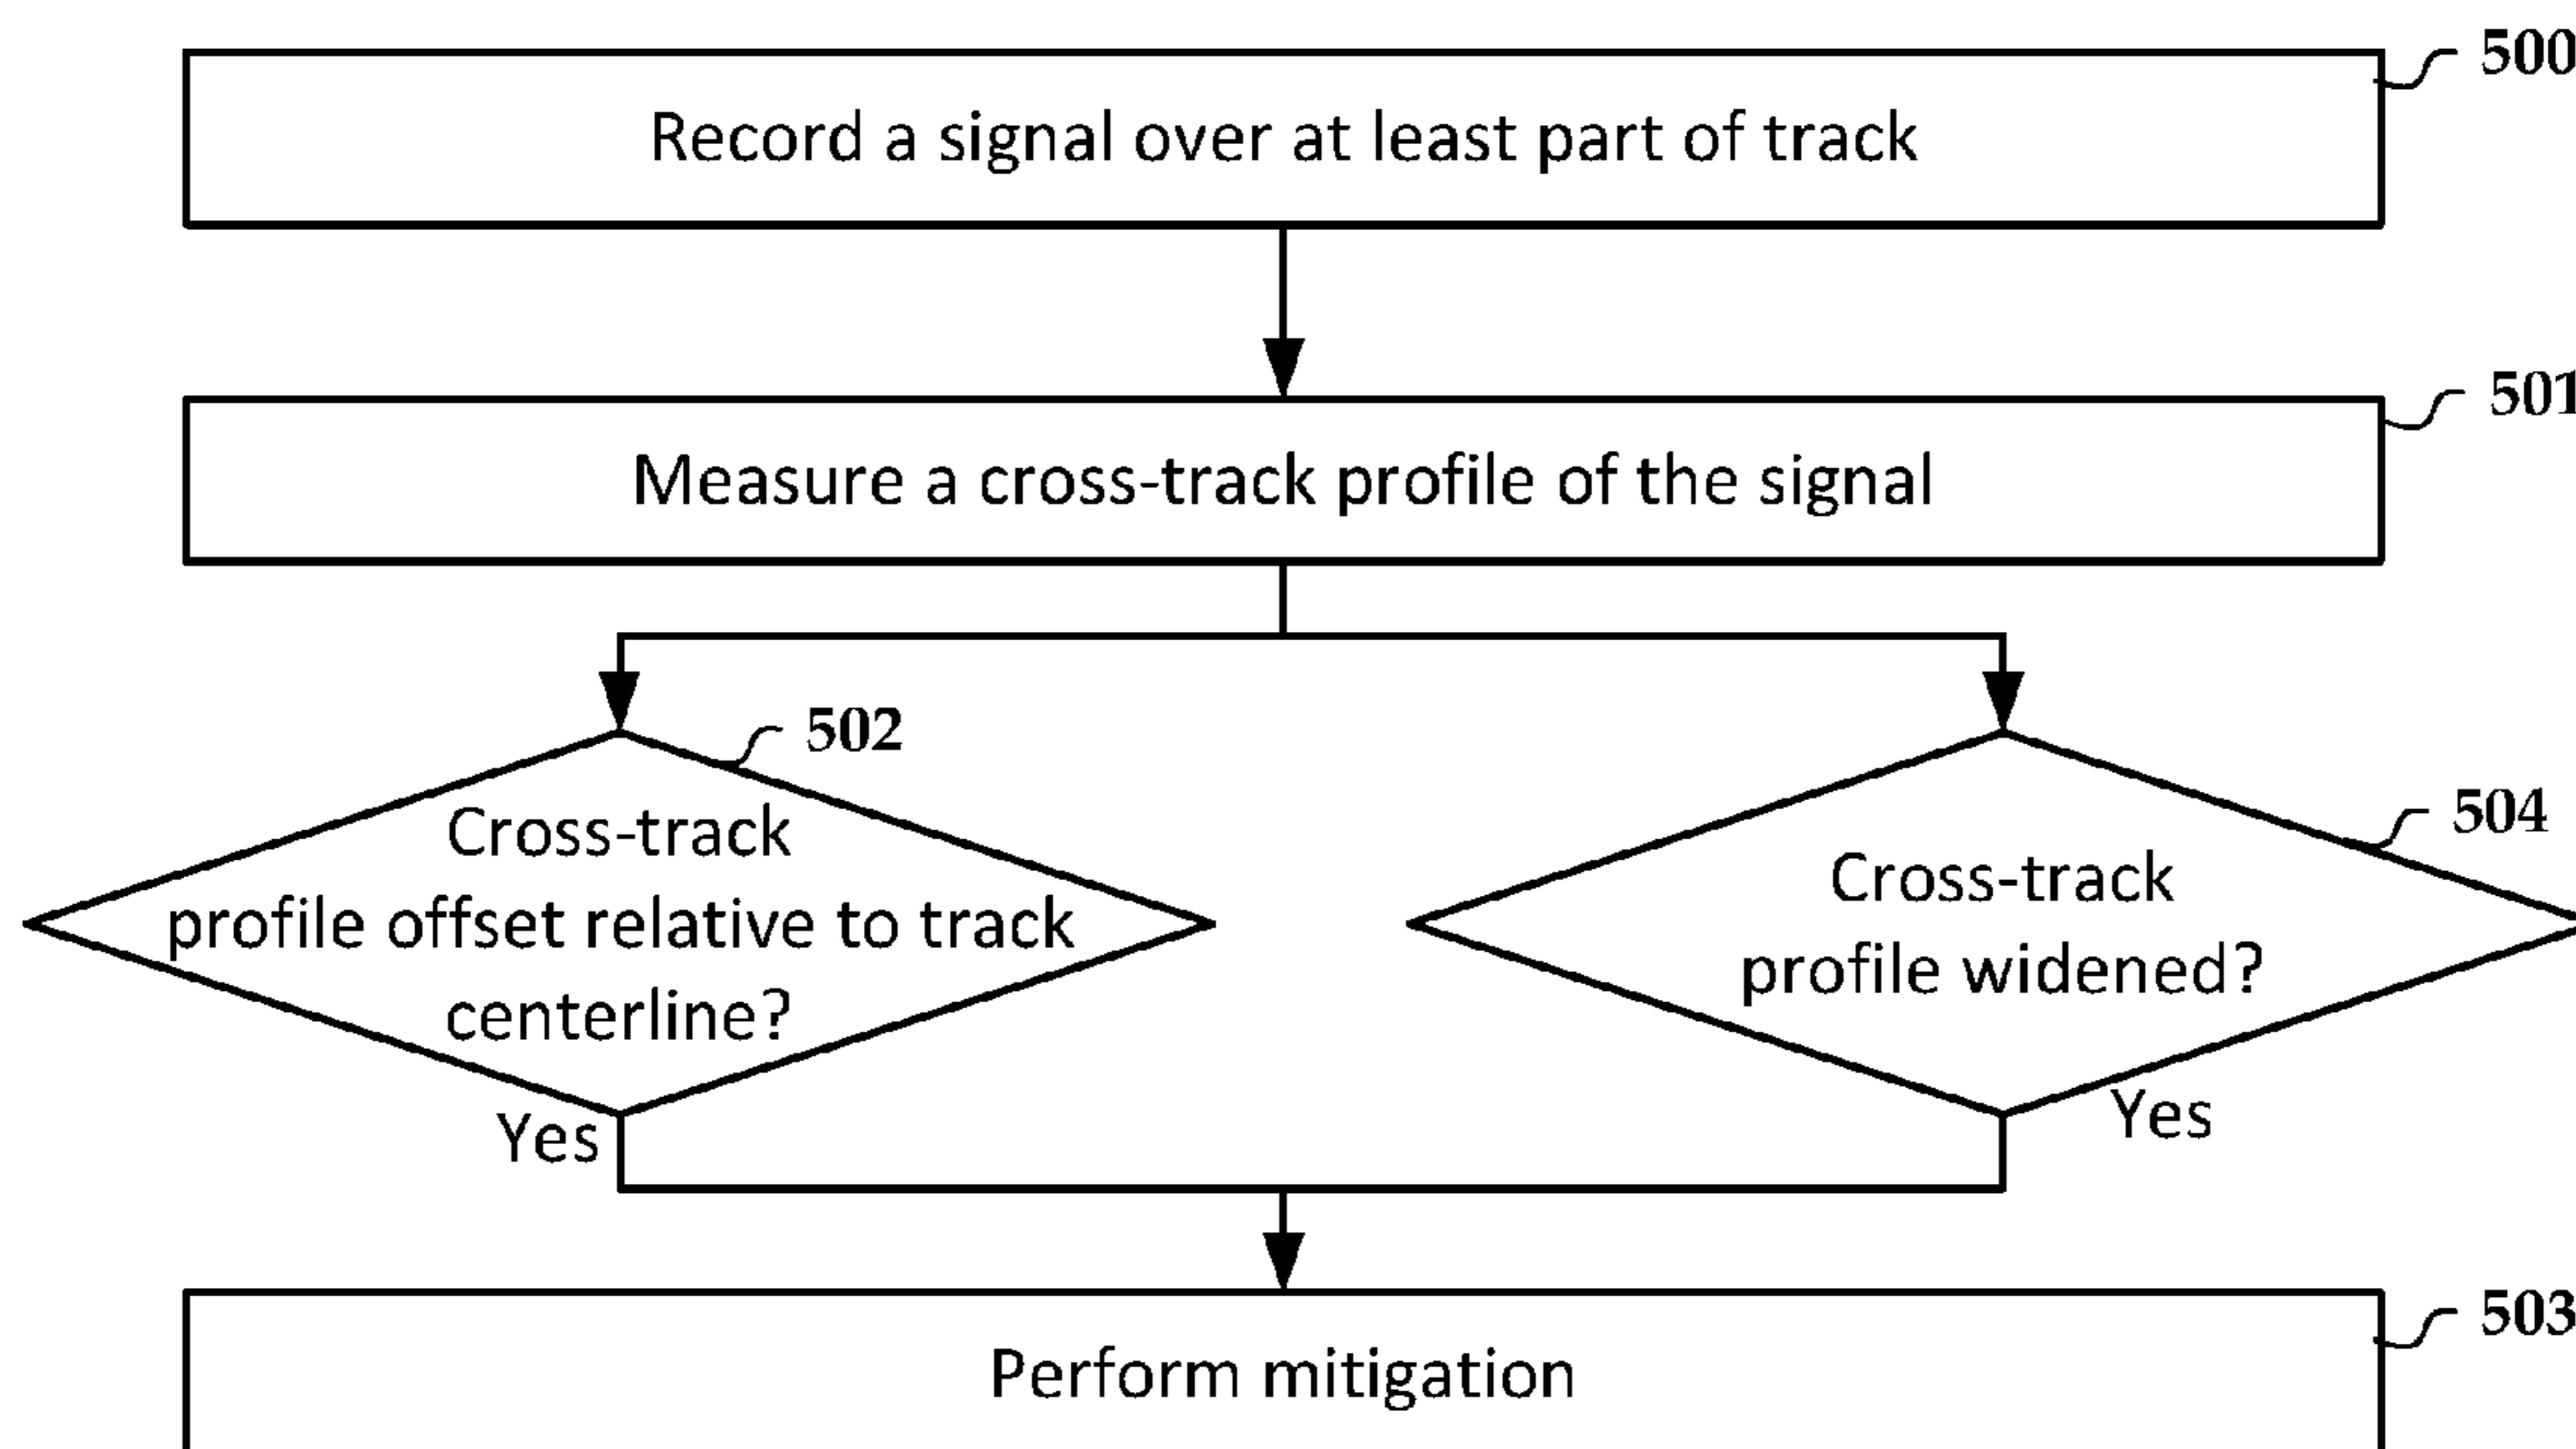 500
Record a signal over at least part of track
501
Measure a cross-track profile of the signal
502
Cross-track
profile offset relative to track
centerline?
Yes
504
Cross-track
profile widened?
Yes
503
Perform mitigation